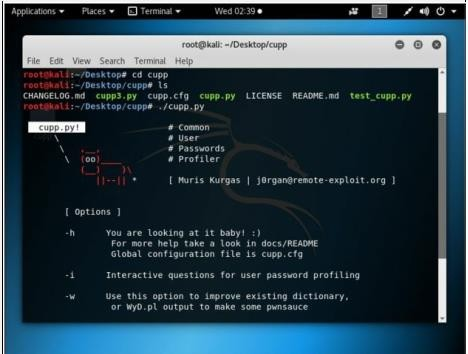 Applications Places Terminal Wed 02:39 1
root@kali: ~/Desktop/cupp
File Edit View Search Terminal Help
root@kali:~/Desktop# cd cupp
root@kali:~/Desktop/cupp# ls
CHANGELOG.md cupp3.py cupp.cfg cupp.py LICENSE README.md test_cupp.py
root@kali:~/Desktop/cupp# ./cupp.py
cupp.py! # Common
\ # User
\ ,__, # Passwords
\ (oo)____ # Profiler
(__) )\
||--|| * [ Muris Kurgas | j0rgan@remote-exploit.org ]
[ Options ]
-h You are looking at it baby! :)
For more help take a look in docs/README
Global configuration file is cupp.cfg
-i Interactive questions for user password profiling
-w Use this option to improve existing dictionary,
or WyD.pl output to make some pwnsauce